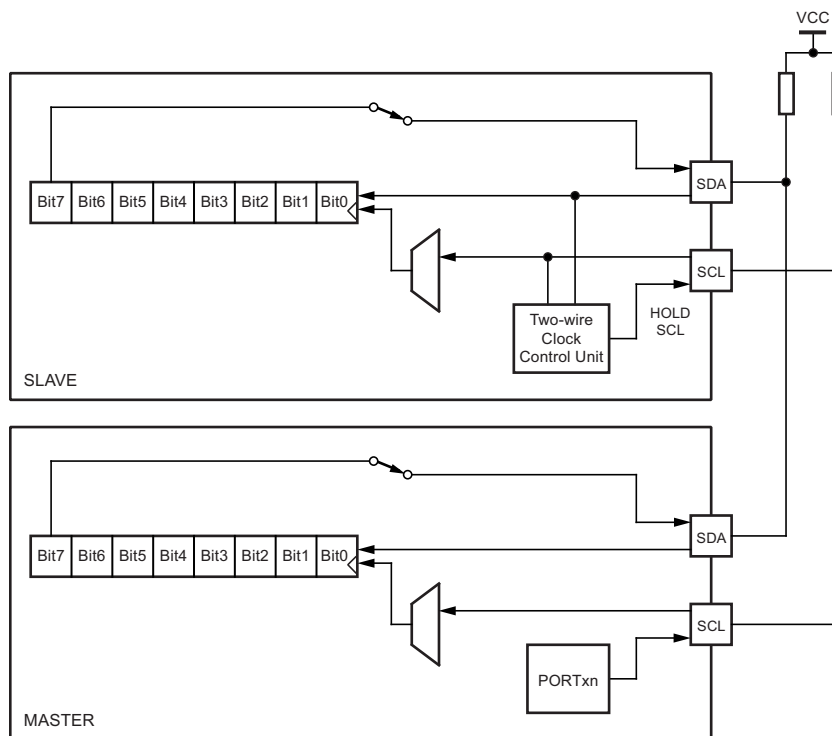 VCC
Bit7 Bit6 Bit5 Bit4 Bit3 Bit2 Bit1 Bit0
SDA
SCL
Two-wire
Clock
Control Unit
HOLD
SCL
SLAVE
Bit7 Bit6 Bit5 Bit4 Bit3 Bit2 Bit1 Bit0
SDA
SCL
PORTxn
MASTER